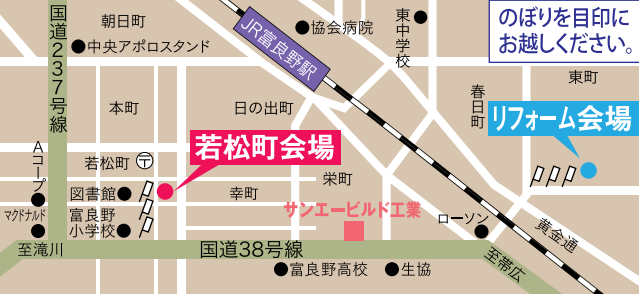 国道237号線
朝日町
中央アポロスタンド
JR富良野駅
協会病院
東中学校
のぼりを目印に
お越しください。
東町
春日町
リフォーム会場
本町
日の出町
若松町会場
Aコープ
若松町
〒
図書館
幸町
栄町
マクドナルド
富良野
小学校
サンエービルド工業
ローソン
黄金通
至滝川
国道38号線
至帯広
富良野高校
生協